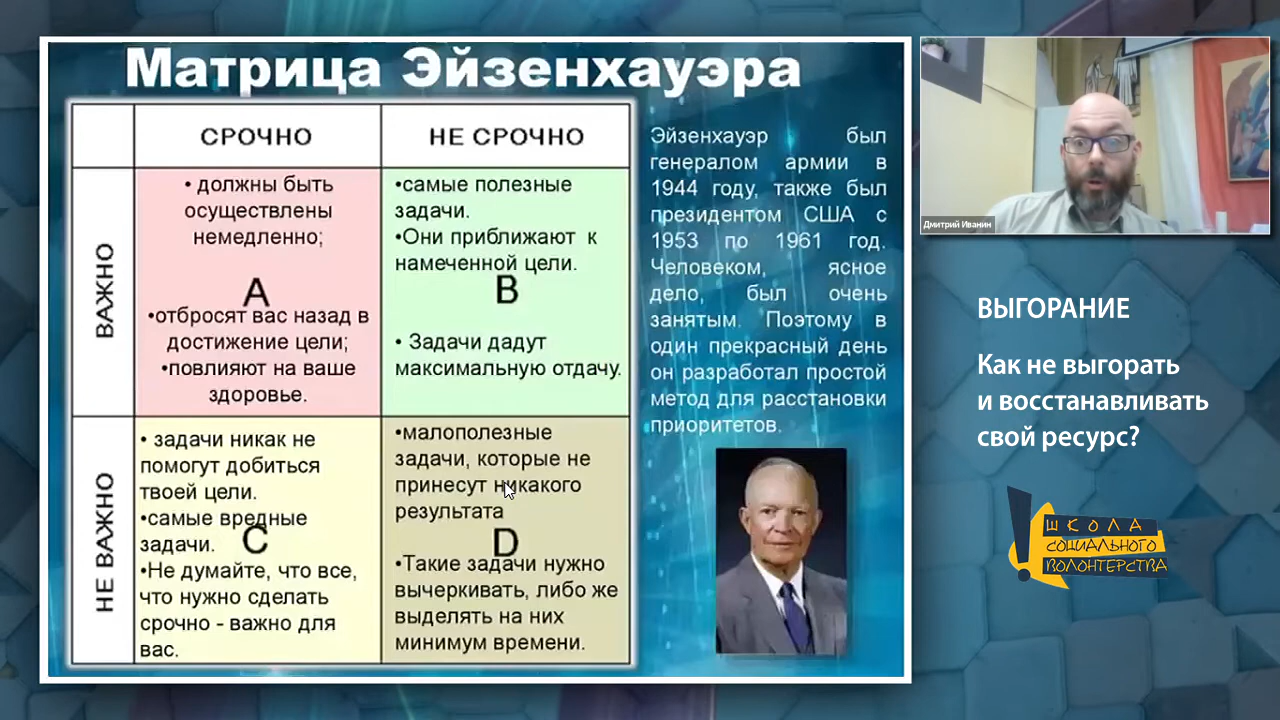 Матрица Эйзенхауэра
СРОЧНО
НЕ СРОЧНО
ВАЖНО
• должны быть
осуществлены
немедленно;
A
•отбросят вас назад в
достижение цели;
•повлияют на ваше
здоровье.
•самые полезные
задачи.
•Они приближают к
намеченной цели.
B
• Задачи дадут
максимальную отдачу.
НЕ ВАЖНО
• задачи никак не
помогут добиться
твоей цели.
•самые вредные
задачи.
C
•Не думайте, что все,
что нужно сделать
срочно - важно для
вас.
•малополезные
задачи, которые не
принесут никакого
результата
D
•Такие задачи нужно
вычеркивать, либо же
выделять на них
минимум времени.
Эйзенхауэр был
генералом армии в
1944 году, также был
президентом США с
1953 по 1961 год.
Человеком, ясное
дело, был очень
занятым. Поэтому в
один прекрасный день
он разработал простой
метод для расстановки
приоритетов.
Дмитрий Иванин
ВЫГОРАНИЕ
Как не выгорать
и восстанавливать
свой ресурс?
ШКОЛА
СОЦИАЛЬНОГО
ВОЛОНТЕРСТВА